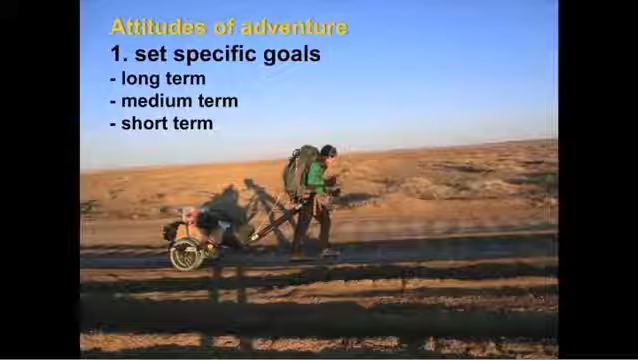 Attitudes of adventure
1. set specific goals
- long term
- medium term
- short term